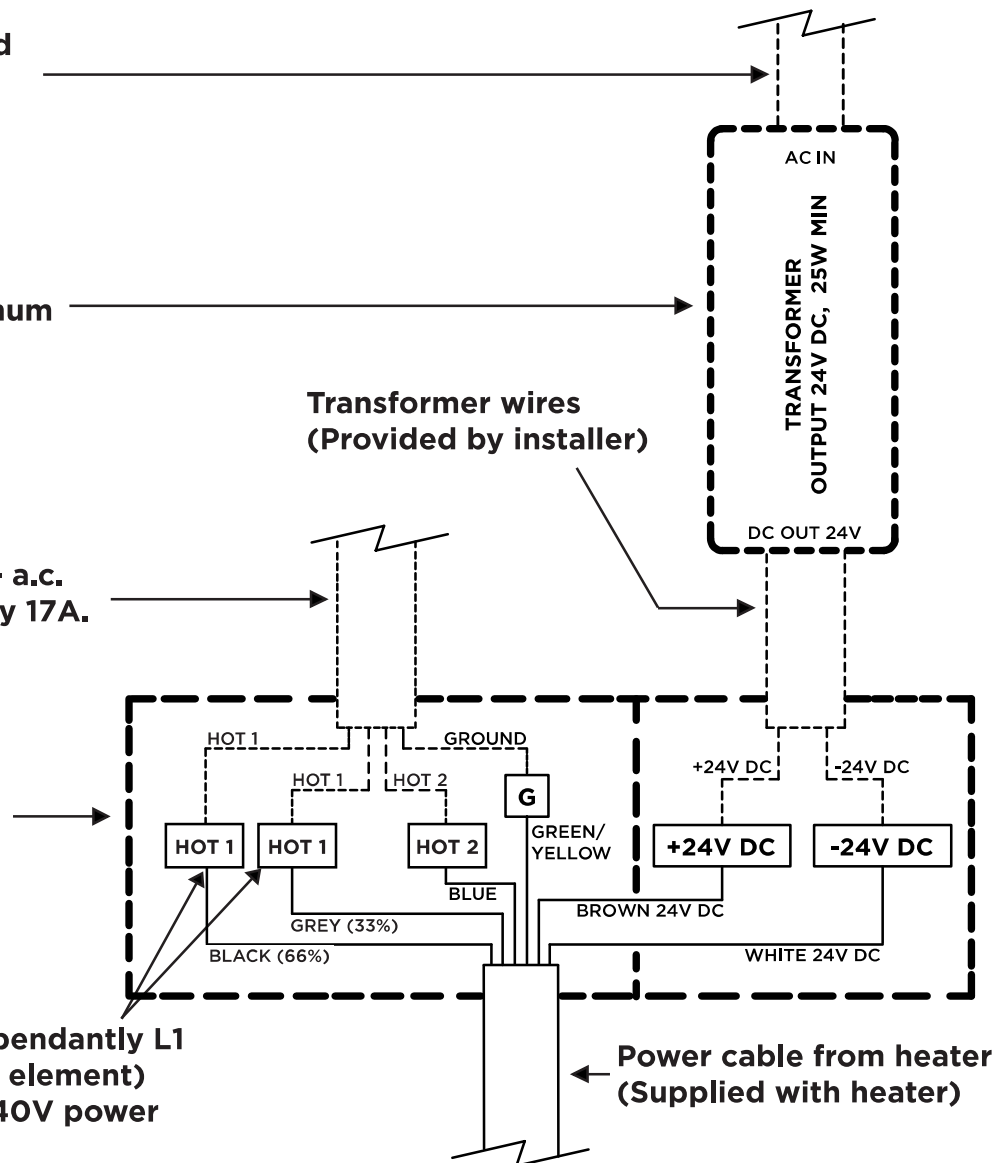 AC IN
TRANSFORMER
OUTPUT 24V DC, 25W MIN
Transformer wires
(Provided by installer)
DC OUT 24V
a.c.
17A.
HOT 1
GROUND
HOT 1
HOT 2
+24V DC
-24V DC
G
GREEN/
YELLOW
HOT 1
HOT 1
HOT 2
+24V DC
-24V DC
BLUE
BROWN 24V DC
GREY (33%)
BLACK (66%)
WHITE 24V DC
L1
element)
power
Power cable from heater
(Supplied with heater)